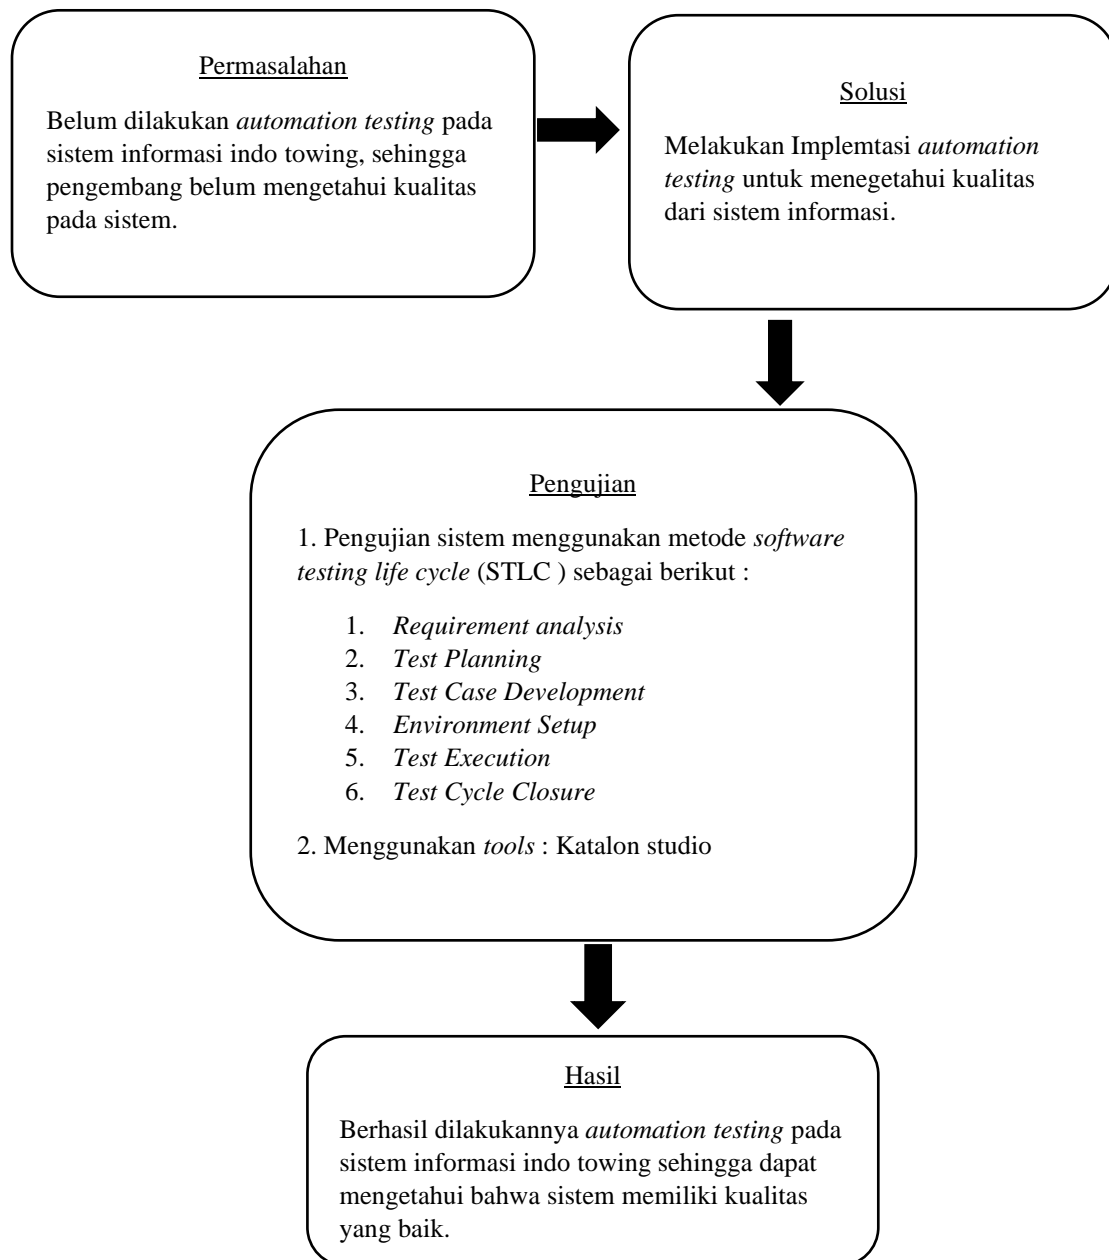 Permasalahan
Belum dilakukan automation testing pada
sistem informasi indo towing, sehingga
pengembang belum mengetahui kualitas
pada sistem.
Solusi
Melakukan Implemtasi automation
testing untuk menegetahui kualitas
dari sistem informasi.
Pengujian
1. Pengujian sistem menggunakan metode software
testing life cycle (STLC ) sebagai berikut :
1. Requirement analysis
2. Test Planning
3. Test Case Development
4. Environment Setup
5. Test Execution
6. Test Cycle Closure
2. Menggunakan tools : Katalon studio
Hasil
Berhasil dilakukannya automation testing pada
sistem informasi indo towing sehingga dapat
mengetahui bahwa sistem memiliki kualitas
yang baik.